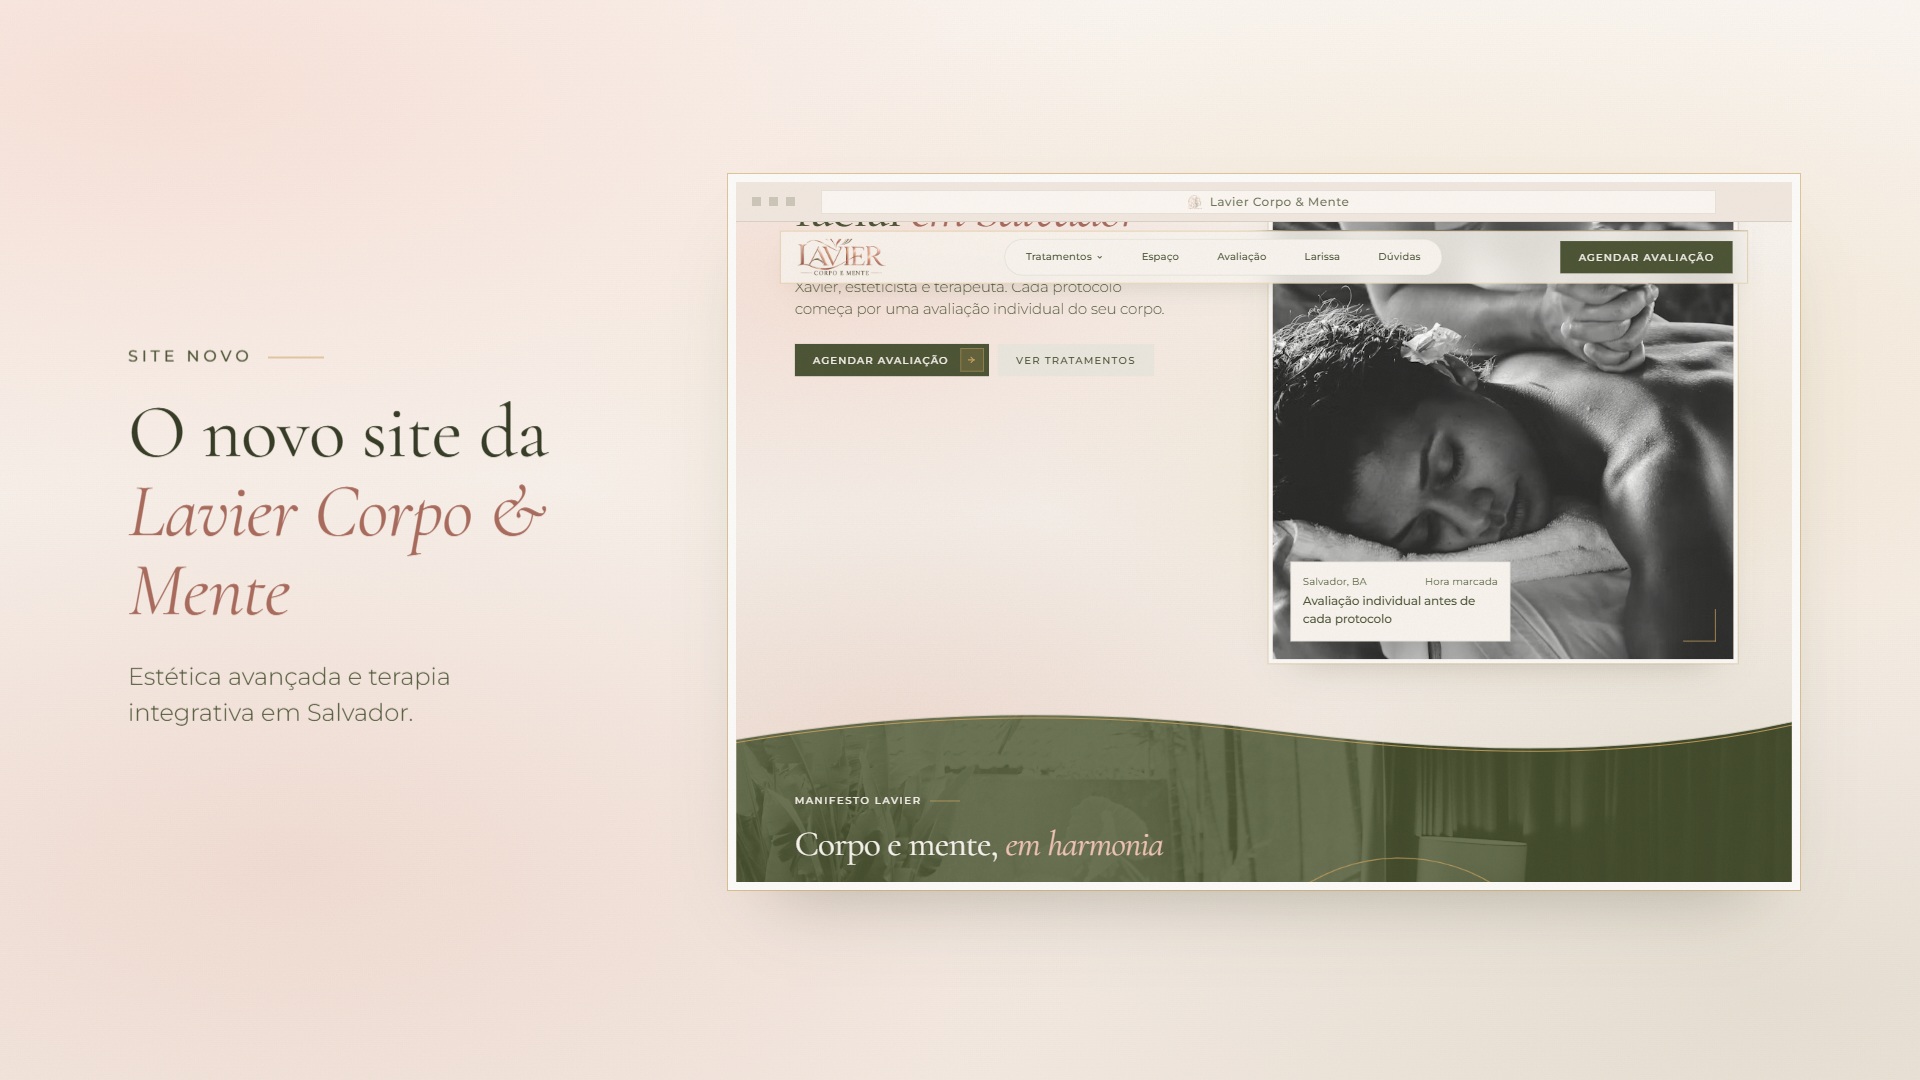 SITE NOVO
O novo site da
Lavier Corpo &
Mente
Estética avançada e terapia
integrativa em Salvador.
Lavier Corpo & Mente
em Salvador
LAVIER
CORPO E MENTE
Tratamentos
Espaço
Avaliação
Larissa
Dúvidas
AGENDAR AVALIAÇÃO
Xavier, esteticista e terapeuta. Cada protocolo
começa por uma avaliação individual do seu corpo.
AGENDAR AVALIAÇÃO
VER TRATAMENTOS
Salvador, BA
Hora marcada
Avaliação individual antes de
cada protocolo
MANIFESTO LAVIER
Corpo e mente, em harmonia